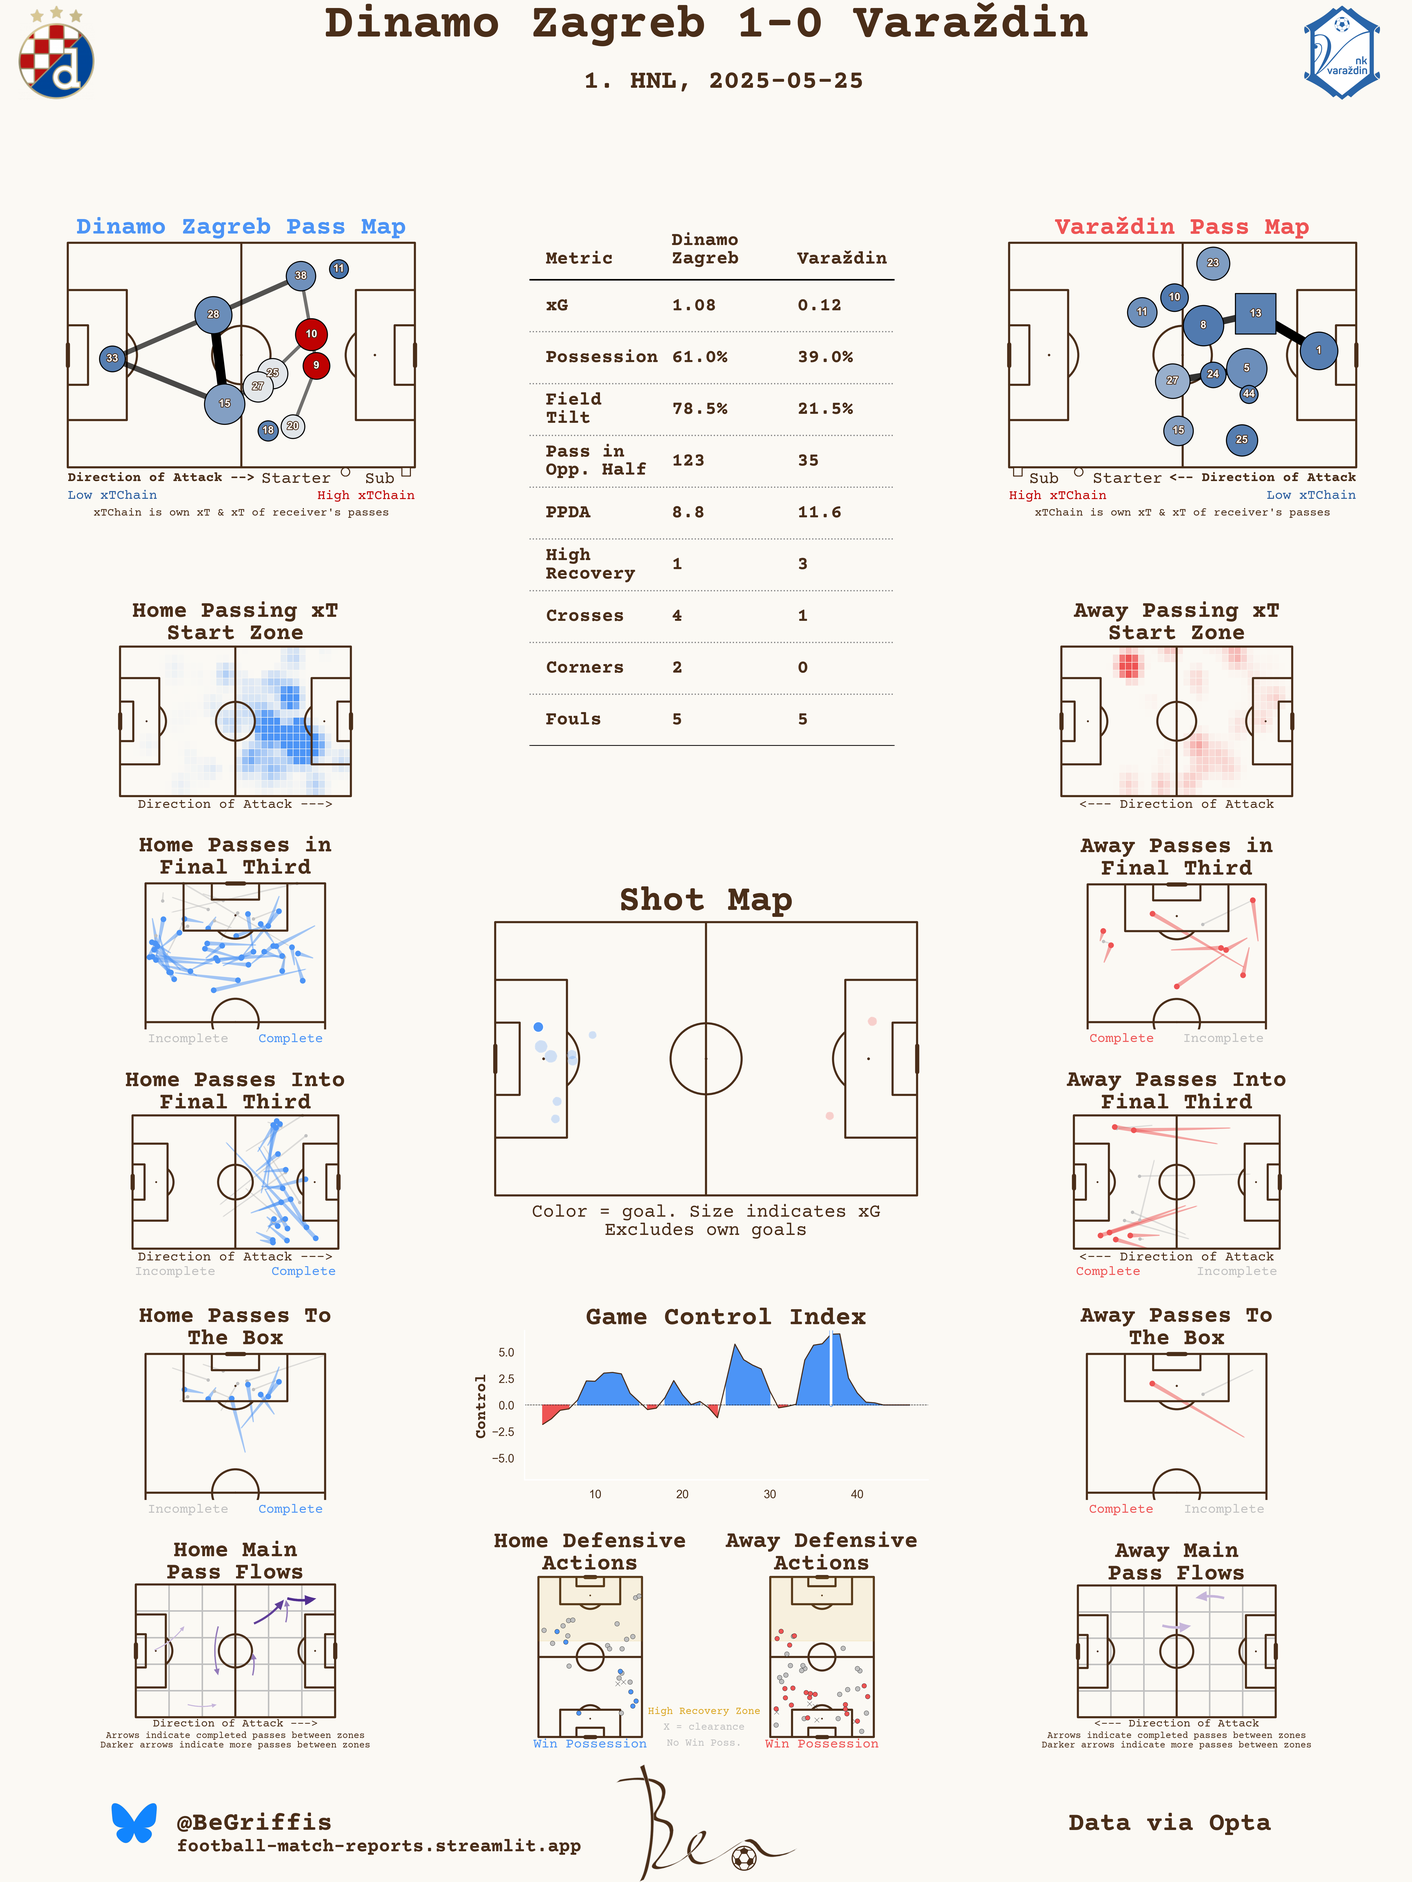 Dinamo Zagreb 1-0 Varaždin
1. HNL, 2025-05-25
nk
varaždin
d
Dinamo Zagreb Pass Map
38
11
28
10
33
9
25
27
15
18
20
Direction of Attack --> Starter Sub
Low xTChain High xTChain
xTChain is own xT & xT of receiver's passes
Metric Dinamo Zagreb Varaždin
xG 1.08 0.12
Possession 61.0% 39.0%
Field Tilt 78.5% 21.5%
Pass in Opp. Half 123 35
PPDA 8.8 11.6
High Recovery 1 3
Crosses 4 1
Corners 2 0
Fouls 5 5
Varaždin Pass Map
23
10
11
13
8
1
5
24
27
44
15
25
Sub Starter <-- Direction of Attack
High xTChain Low xTChain
xTChain is own xT & xT of receiver's passes
Home Passing xT
Start Zone
Direction of Attack --->
Away Passing xT
Start Zone
<--- Direction of Attack
Home Passes in
Final Third
Incomplete Complete
Away Passes in
Final Third
Complete Incomplete
Shot Map
Color = goal. Size indicates xG
Excludes own goals
Home Passes Into
Final Third
Direction of Attack --->
Incomplete Complete
Away Passes Into
Final Third
<--- Direction of Attack
Complete Incomplete
Home Passes To
The Box
Incomplete Complete
Game Control Index
Control
5.0
2.5
0.0
−2.5
−5.0
10 20 30 40
Away Passes To
The Box
Complete Incomplete
Home Main
Pass Flows
Direction of Attack --->
Arrows indicate completed passes between zones
Darker arrows indicate more passes between zones
Home Defensive
Actions
Win Possession
High Recovery Zone
X = clearance
No Win Poss.
Away Defensive
Actions
Win Possession
Away Main
Pass Flows
<--- Direction of Attack
Arrows indicate completed passes between zones
Darker arrows indicate more passes between zones
@BeGriffis
football-match-reports.streamlit.app
Ben
Data via Opta